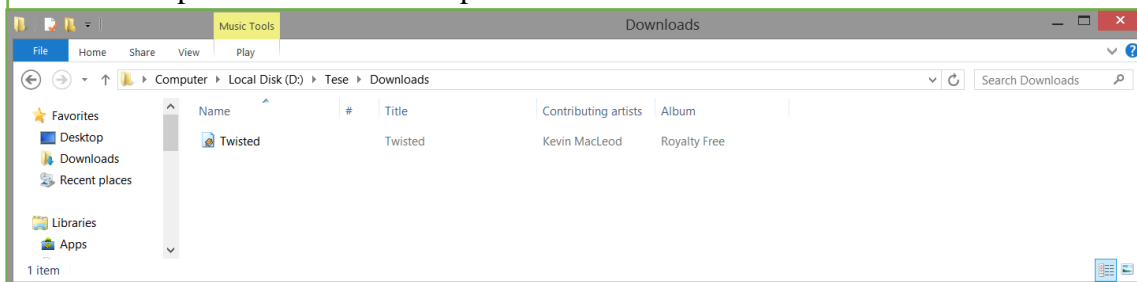 Music Tools
Downloads
File Home Share View Play
Computer Local Disk (D:) Tese Downloads
Search Downloads
Favorites
Desktop
Downloads
Recent places
Libraries
Apps
Name # Title Contributing artists Album
Twisted Twisted Kevin MacLeod Royalty Free
1 item